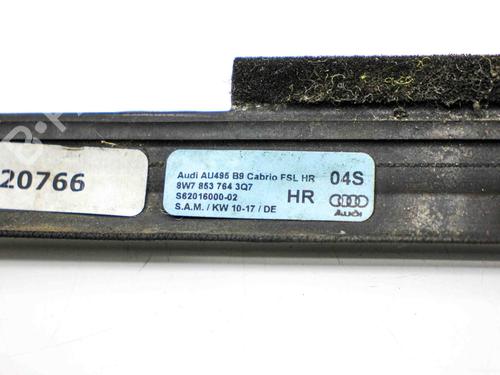 20766
Audi AU495 B9 Cabrio FSL HR 04S
8W7 853 764 3Q7
S62016000-02
HR
S.A.M. / KW 10-17 / DE
Audi